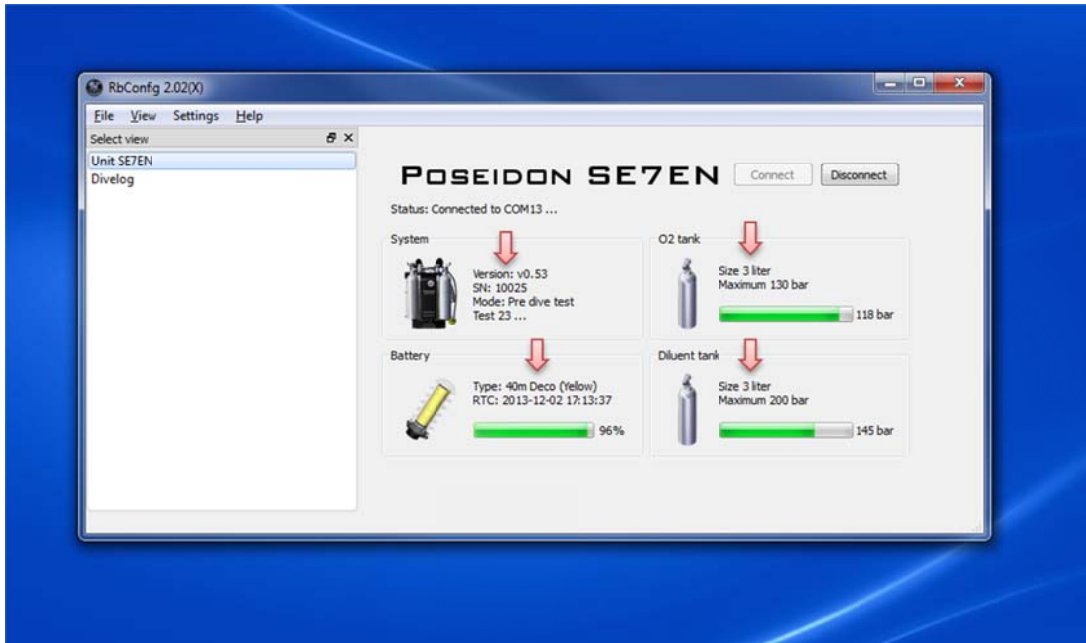 RbConfig 2.02(X)
File View Settings Help
Select view
Unit SE7EN
Divelog
POSEIDON SE7EN Connect Disconnect
Status: Connected to COM13 ...
System
Version: v0.53
SN: 10025
Mode: Pre dive test
Test 23 ...
O2 tank
Size 3 liter
Maximum 130 bar
118 bar
Battery
Type: 40m Deco (Yelow)
RTC: 2013-12-02 17:13:37
96%
Diluent tank
Size 3 liter
Maximum 200 bar
145 bar